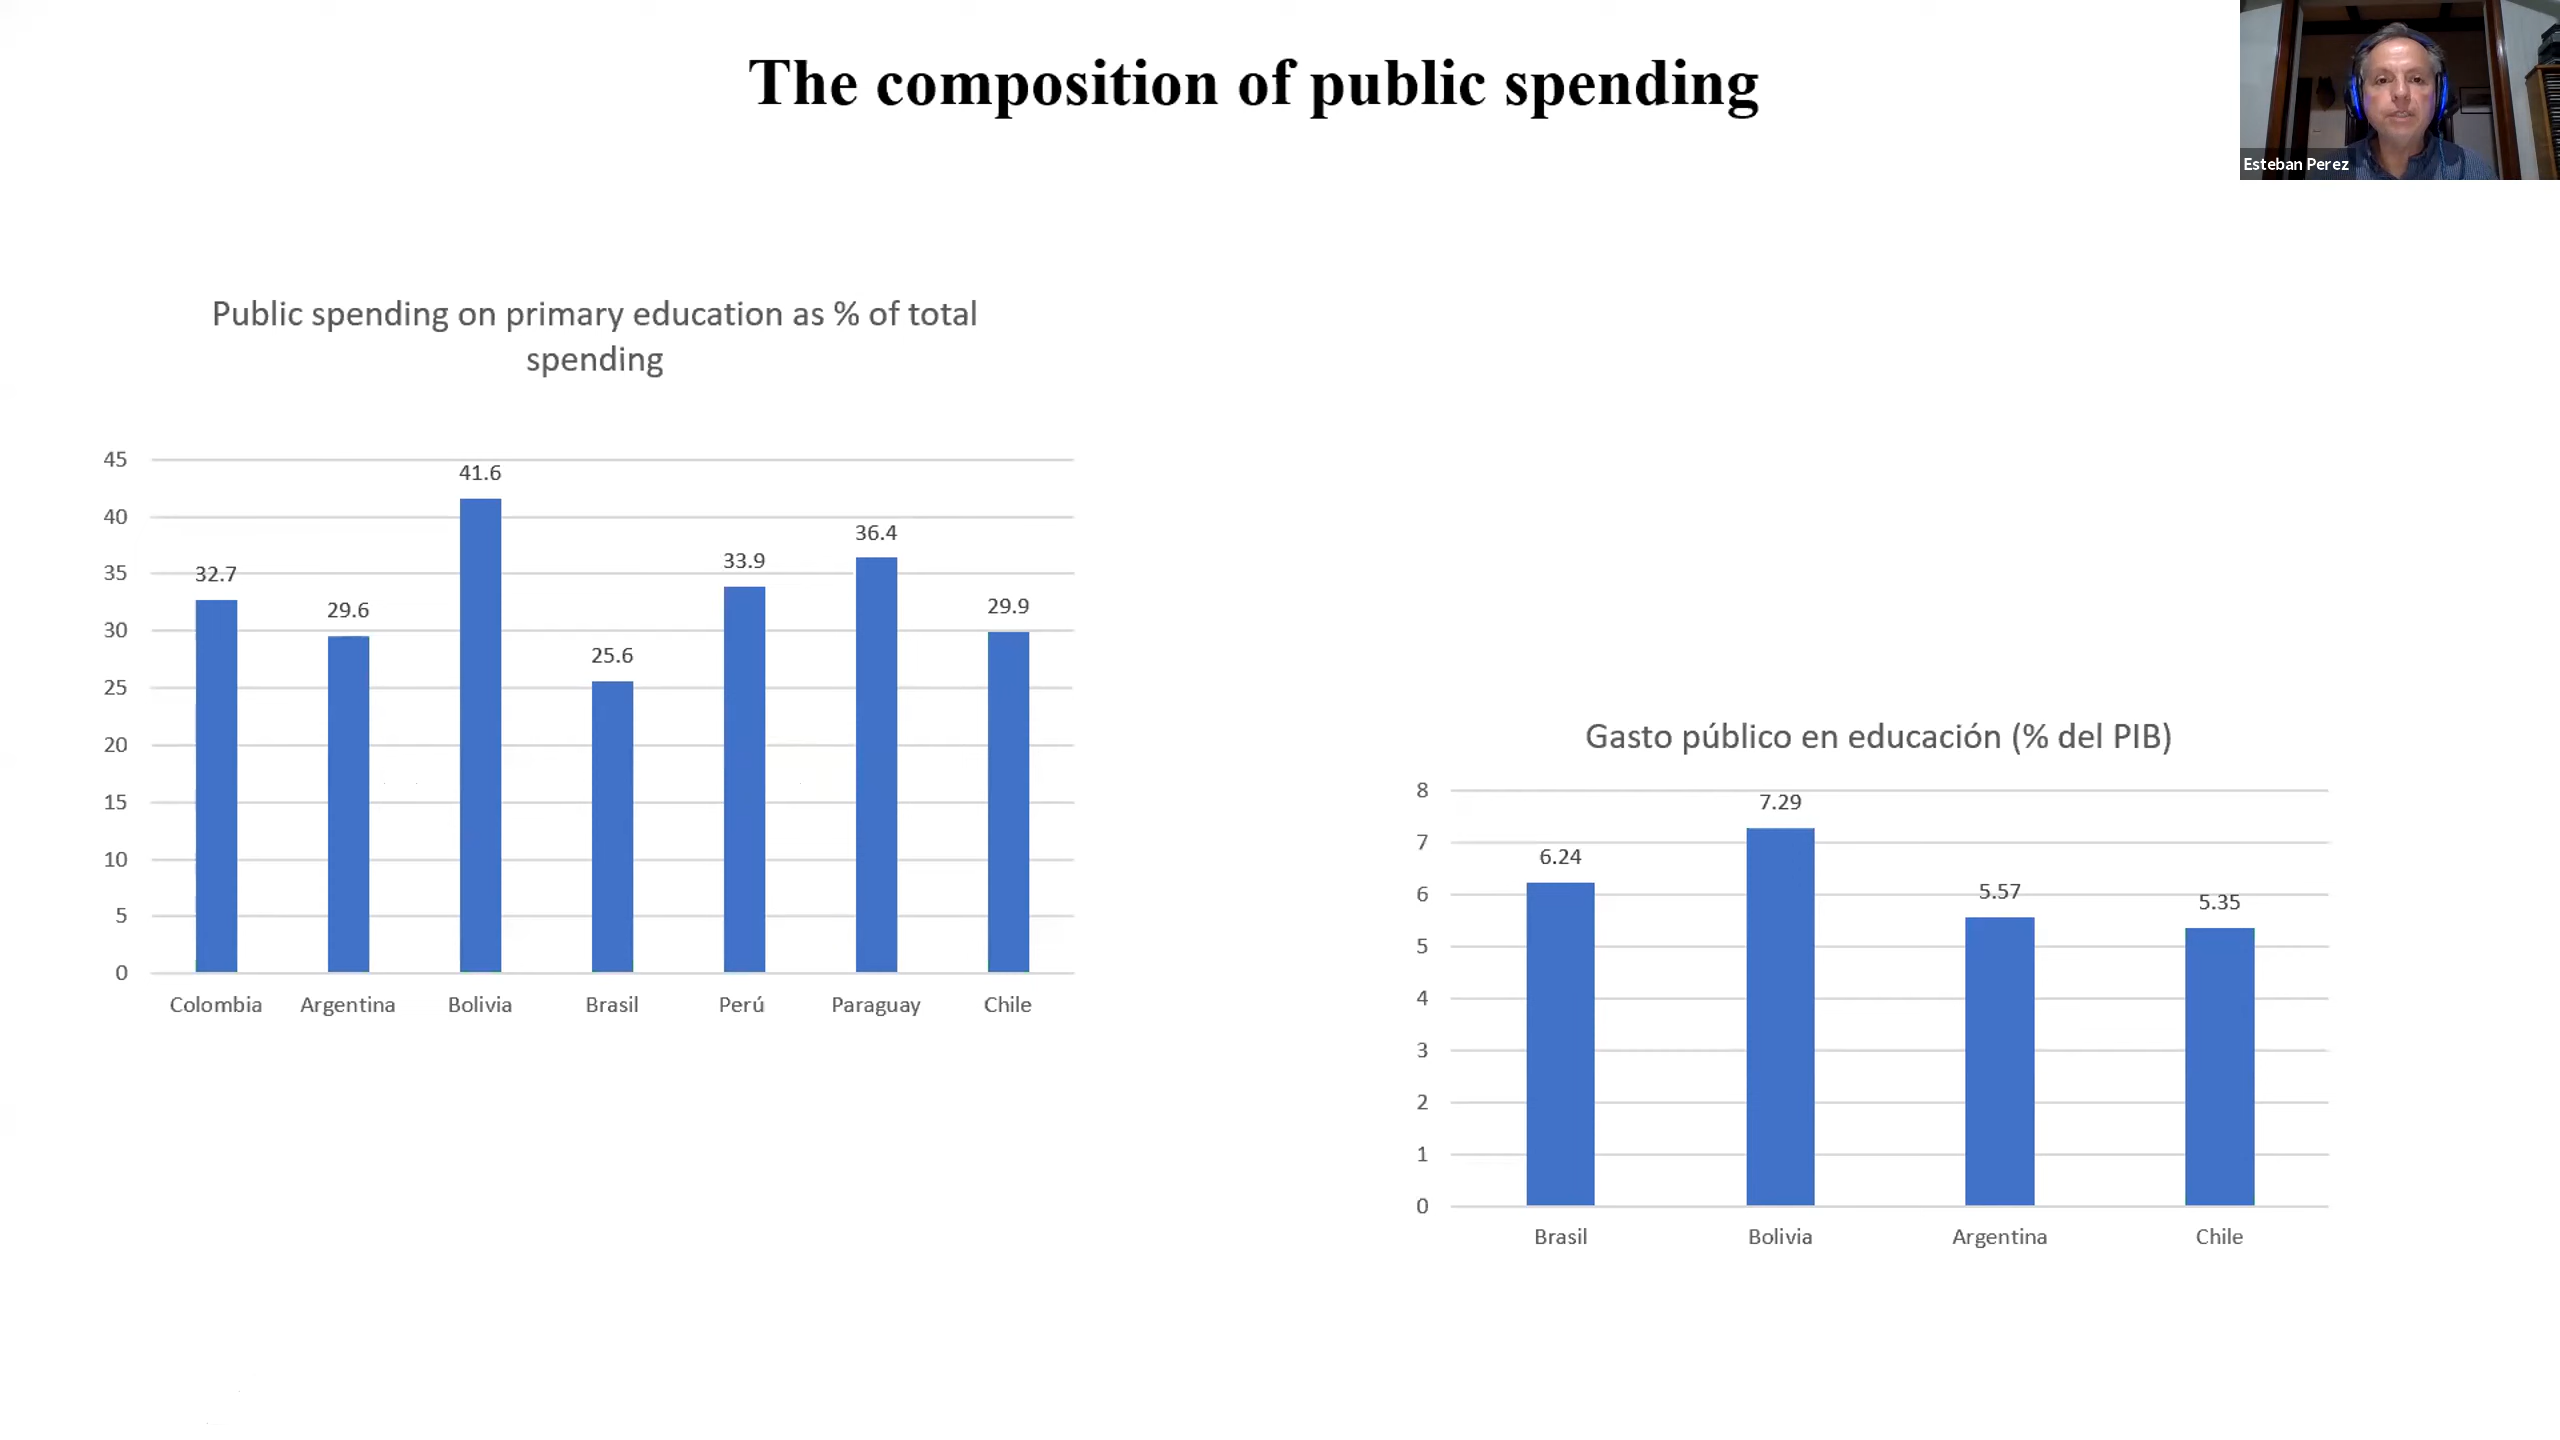 The composition of public spending
Esteban Perez
Public spending on primary education as % of total
spending
45
40
35
30
25
20
15
10
5
0
32.7
29.6
41.6
25.6
33.9
36.4
29.9
Colombia
Argentina
Bolivia
Brasil
Perú
Paraguay
Chile
Gasto público en educación (% del PIB)
8
7
6
5
4
3
2
1
0
6.24
7.29
5.57
5.35
Brasil
Bolivia
Argentina
Chile